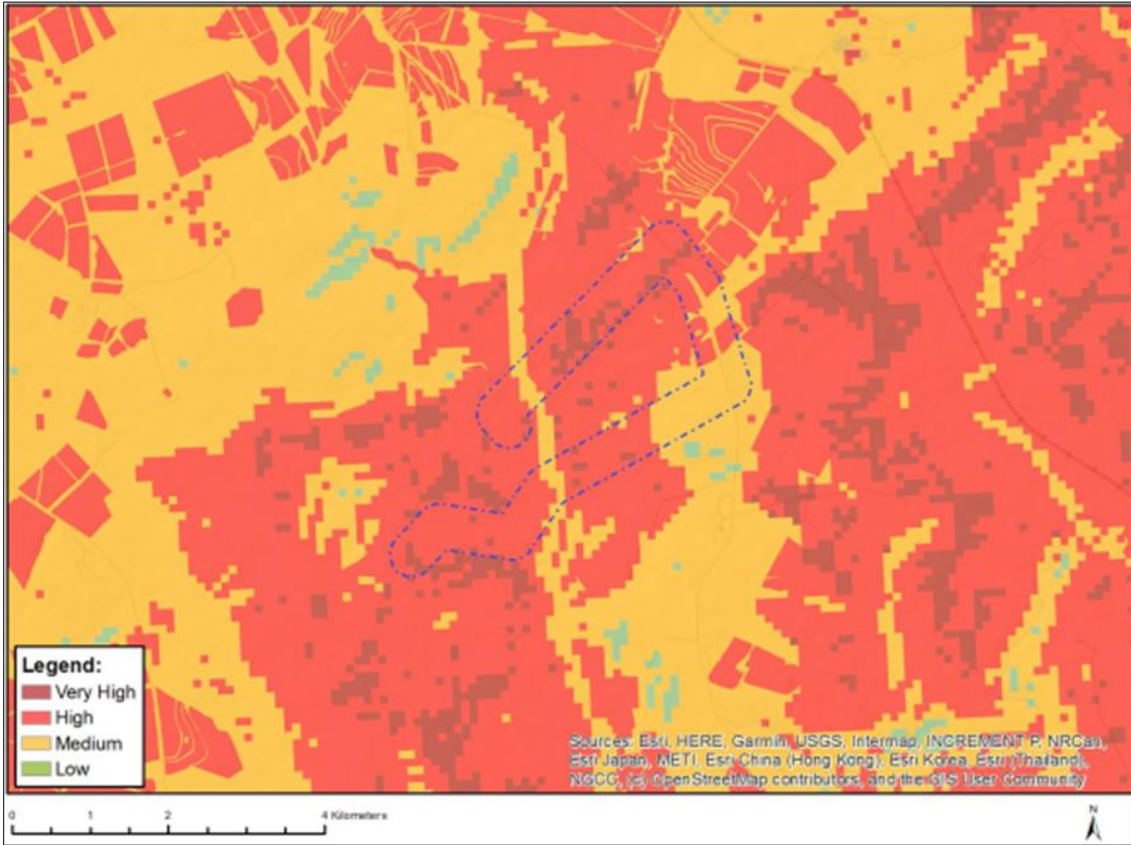 Legend:
Very High
High
Medium
Low
Sources: Esri, HERE, Garmin, USGS, Intermap, INCREMENT P, NRCan,
Esri Japan, METI, Esri China (Hong Kong), Esri Korea, Esri (Thailand),
NGCC, (c) OpenStreetMap contributors, and the GIS User Community
0 1 2 4 Kilometers
N